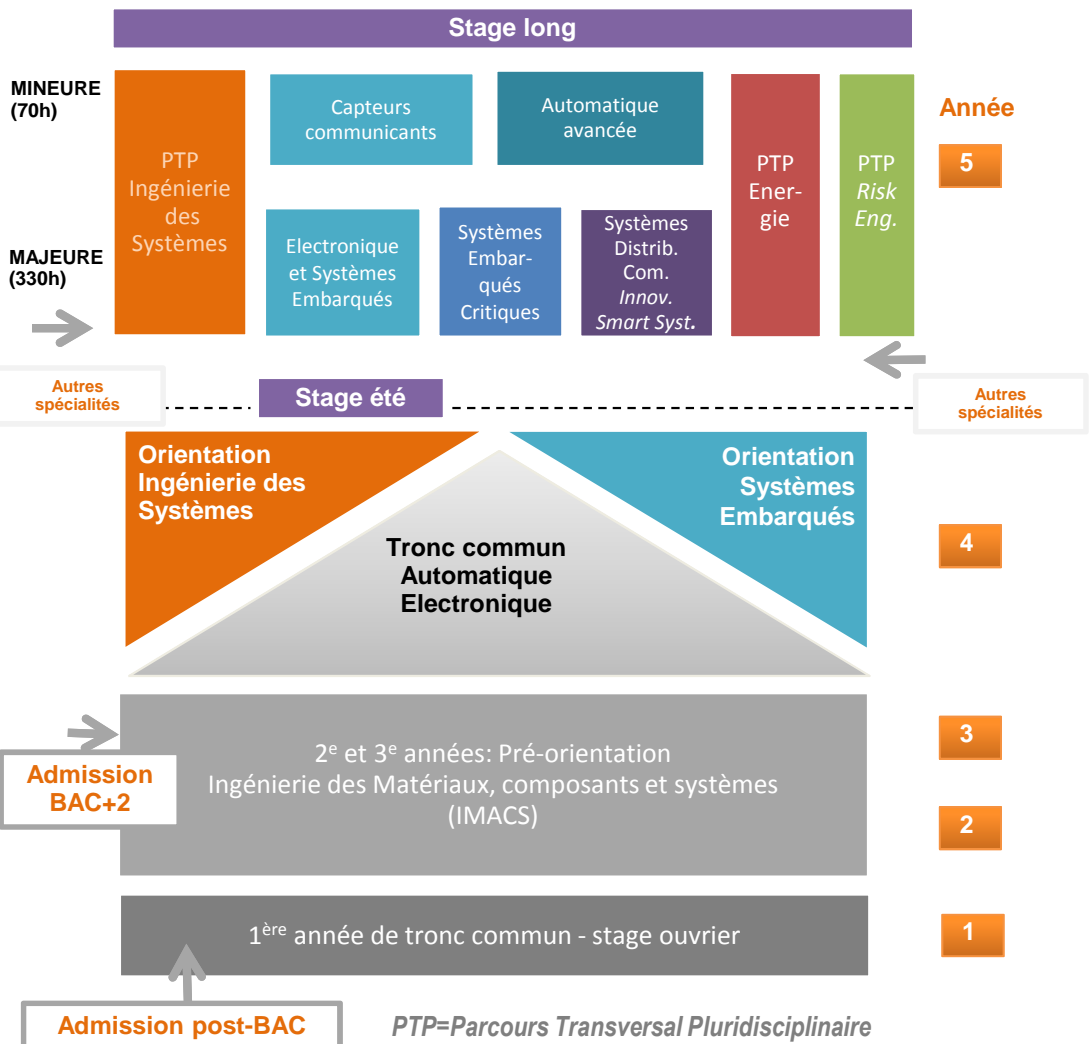 Stage long
MINEURE
(70h)
Capteurs
communicants
Automatique
avancée
Année
5
PTP
Ingénierie
des
Systèmes
PTP
Ener-
gie
PTP
Risk
Eng.
MAJEURE
(330h)
Electronique
et Systèmes
Embarqués
Systèmes
Embar-
qués
Critiques
Systèmes
Distrib.
Com.
Innov.
Smart Syst.
Autres
spécialités
Stage été
Autres
spécialités
Orientation
Ingénierie des
Systèmes
Orientation
Systèmes
Embarqués
Tronc commun
Automatique
Electronique
4
3
Admission
BAC+2
2e et 3e années: Pré-orientation
Ingénierie des Matériaux, composants et systèmes
(IMACS)
2
1ère année de tronc commun - stage ouvrier
1
Admission post-BAC
PTP=Parcours Transversal Pluridisciplinaire